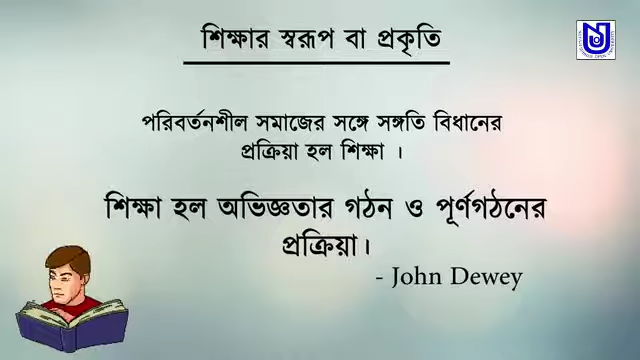 শিক্ষার স্বরূপ বা প্রকৃতি
পরিবর্তনশীল সমাজের সঙ্গে সঙ্গতি বিধানের
প্রক্রিয়া হল শিক্ষা ।
শিক্ষা হল অভিজ্ঞতার গঠন ও পূর্ণগঠনের
প্রক্রিয়া।
- John Dewey